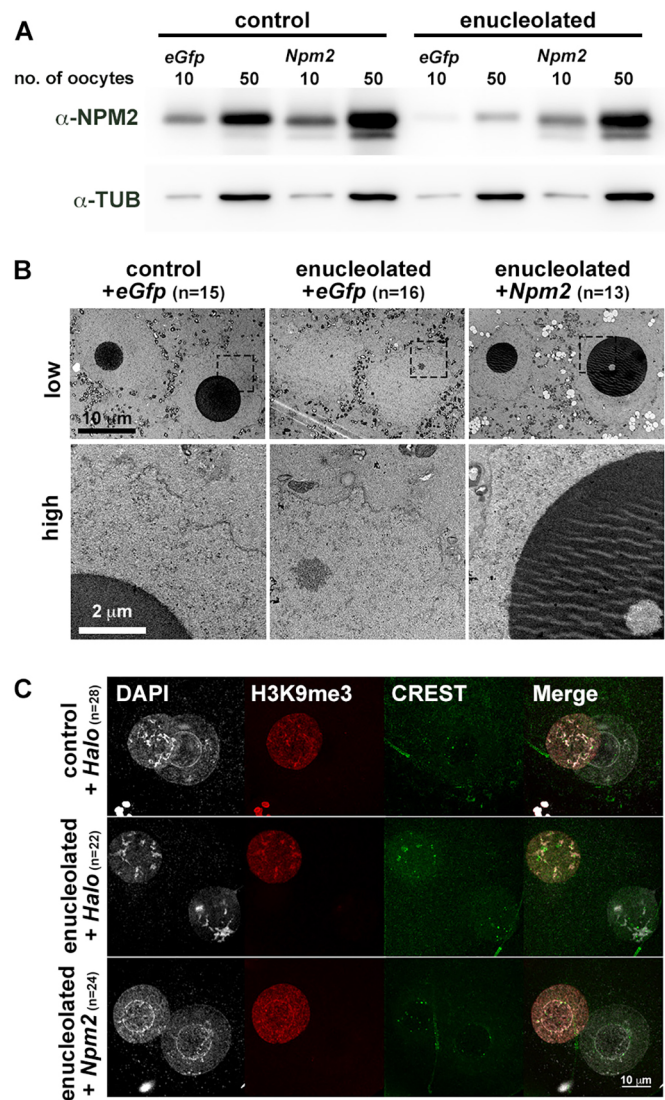 A
control enucleolated
eGfp Npm2 eGfp Npm2
no. of oocytes 10 50 10 50 10 50 10 50
α-NPM2
α-TUB
B
control enucleolated enucleolated
+eGfp (n=15) +eGfp (n=16) +Npm2 (n=13)
low
10 μm
high
2 μm
C
DAPI H3K9me3 CREST Merge
control
+ Halo (n=28)
enucleolated
+ Halo (n=22)
enucleolated
+ Npm2 (n=24)
10 μm